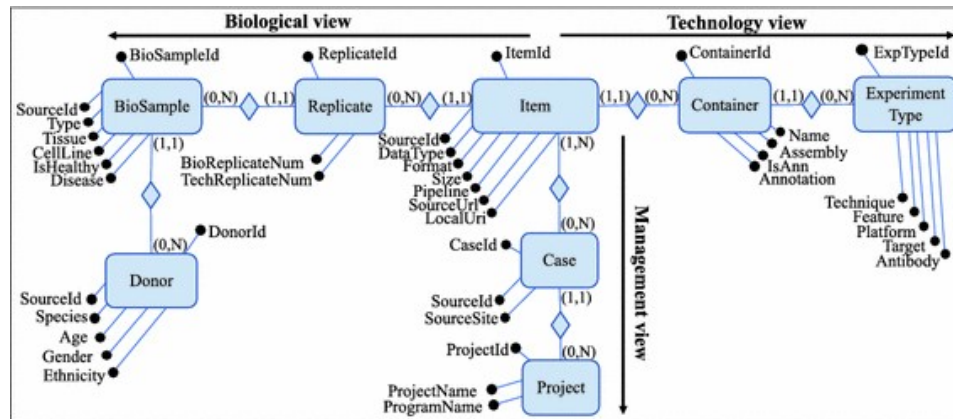 Biological view
Technology view
BioSampleId
ReplicateId
ItemId
ContainerId
ExpTypeId
BioSample
(0,N)
(1,1)
Replicate
(0,N)
(1,1)
Item
(1,1)
(0,N)
Container
(1,1)
(0,N)
Experiment
Type
SourceId
Type
Tissue
CellLine
IsHealthy
Disease
(1,1)
BioReplicateNum
TechReplicateNum
SourceId
DataType
Format
Size
Pipeline
SourceUrl
LocalUri
(1,N)
Name
Assembly
IsAnn
Annotation
Technique
Feature
Platform
Target
Antibody
Management view
(0,N)
DonorId
Donor
SourceId
Species
Age
Gender
Ethnicity
(0,N)
CaseId
Case
SourceId
SourceSite
(1,1)
ProjectId
(0,N)
Project
ProjectName
ProgramName